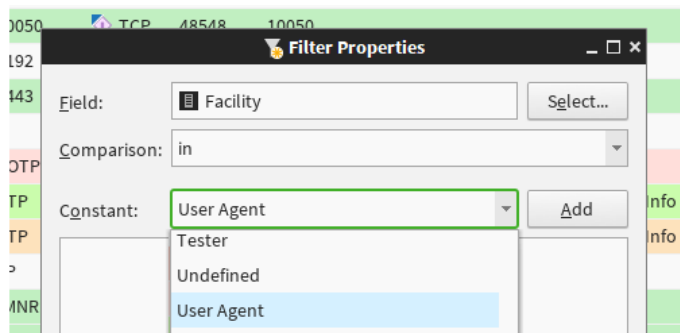 0050 TCP 48548 10050
Filter Properties
192
443
Field: Facility Select...
Comparison: in
OTP
TP Constant: User Agent Add Info
Tester
TP Info
Undefined
P
User Agent
MNR